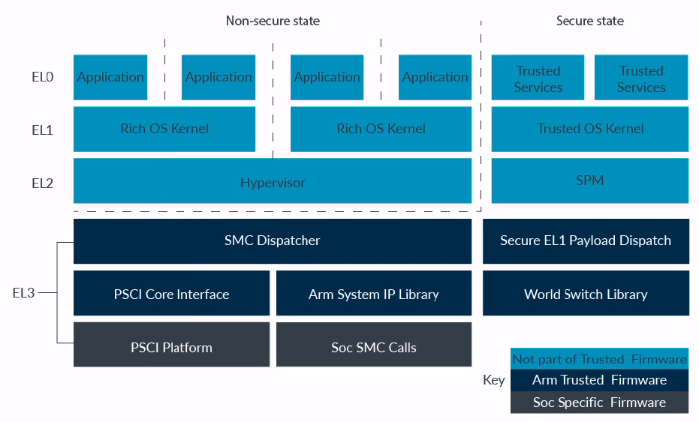 Non-secure state
Secure state
EL0
Application
Application
Application
Application
Trusted
Services
Trusted
Services
EL1
Rich OS Kernel
Rich OS Kernel
Trusted OS Kernel
EL2
Hypervisor
SPM
SMC Dispatcher
Secure EL1 Payload Dispatch
EL3
PSCI Core Interface
Arm System IP Library
World Switch Library
PSCI Platform
Soc SMC Calls
Key
Not part of Trusted Firmware
Arm Trusted Firmware
Soc Specific Firmware